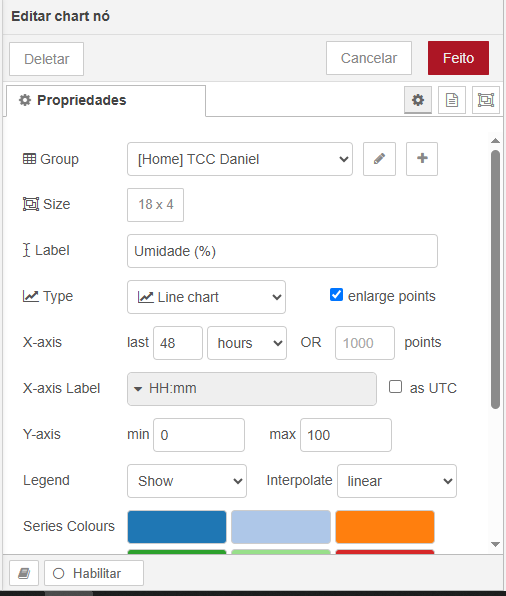 Editar chart nó
Deletar Cancelar Feito
Propriedades
Group [Home] TCC Daniel
Size 18 x 4
Label Umidade (%)
Type Line chart enlarge points
X-axis last 48 hours OR 1000 points
X-axis Label HH:mm as UTC
Y-axis min 0 max 100
Legend Show Interpolate linear
Series Colours
Habilitar